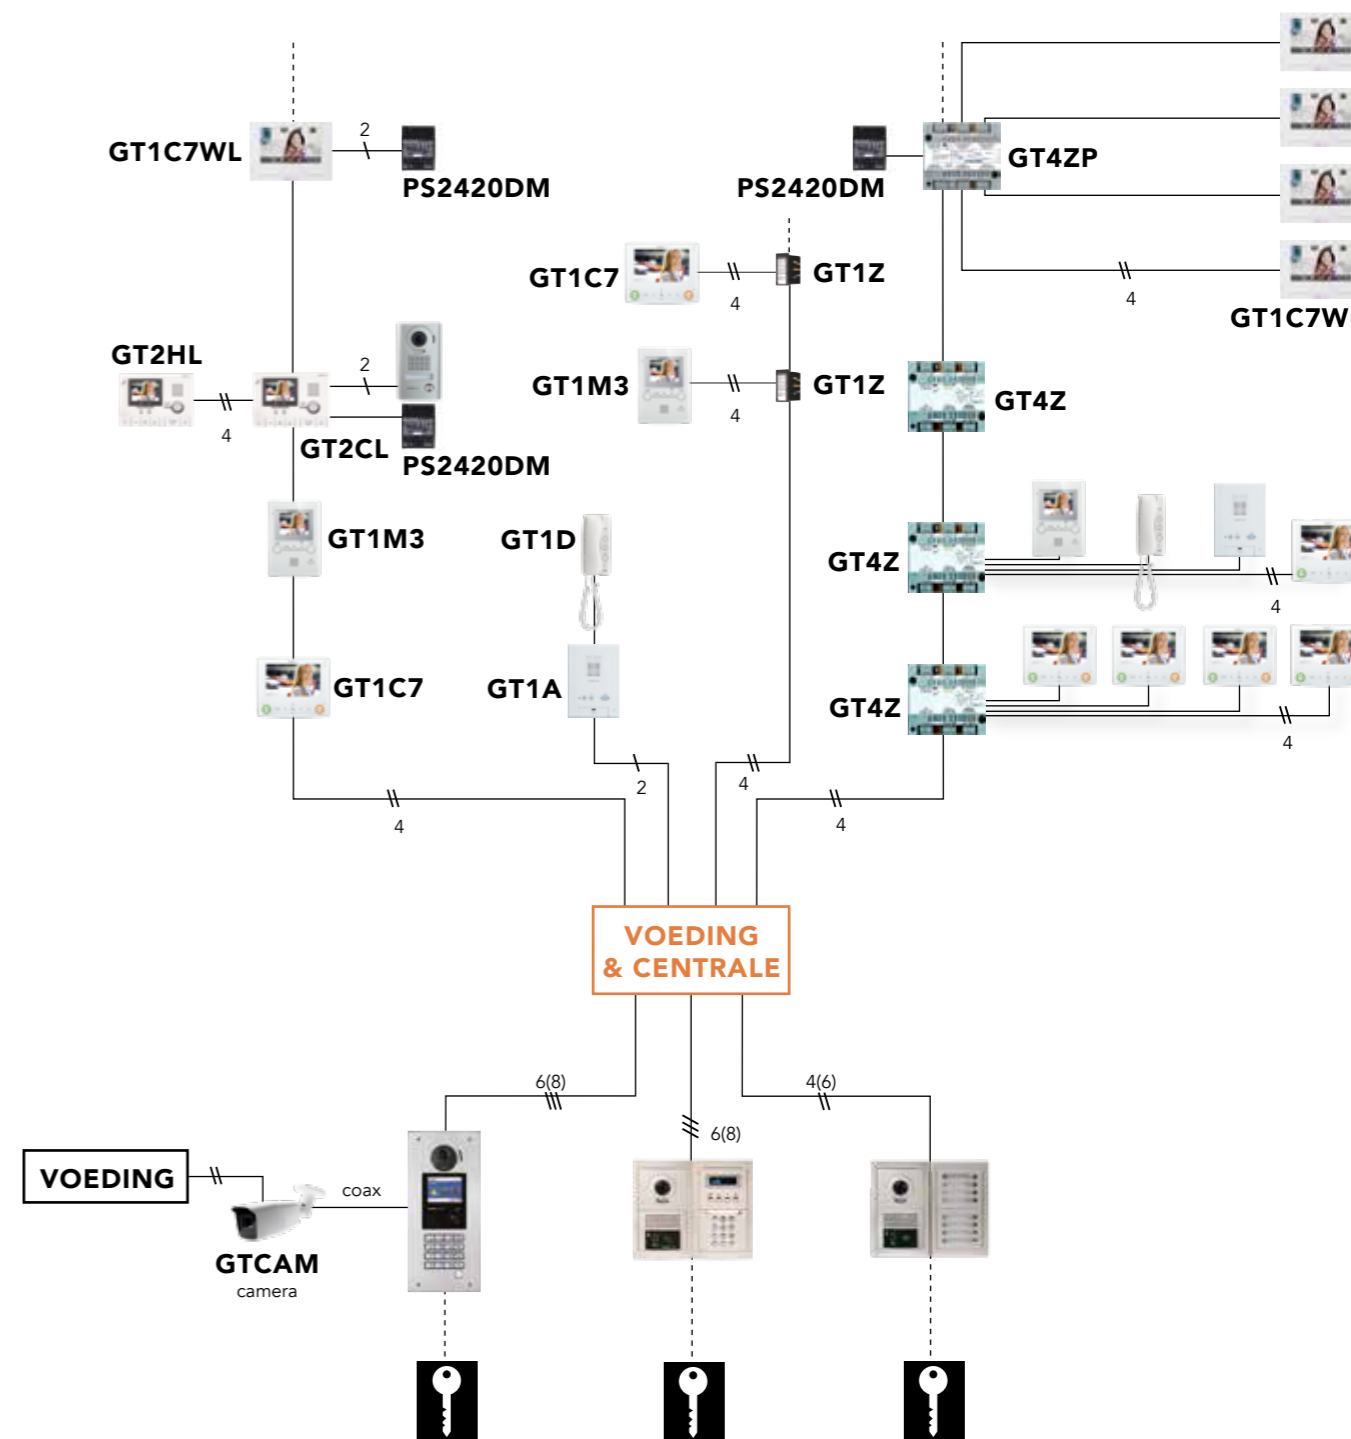 GT1C7WL
2
PS2420DM
PS2420DM
GT4ZP
GT1C7
4
GT1Z
4
GT1C7W
GT2HL
4
2
GT2CL
PS2420DM
GT1M3
4
GT1Z
GT4Z
GT1M3
GT1D
GT4Z
4
GT1C7
GT1A
GT4Z
4
4
2
4
4
VOEDING
& CENTRALE
6(8)
6(8)
4(6)
VOEDING
coax
GTCAM
camera